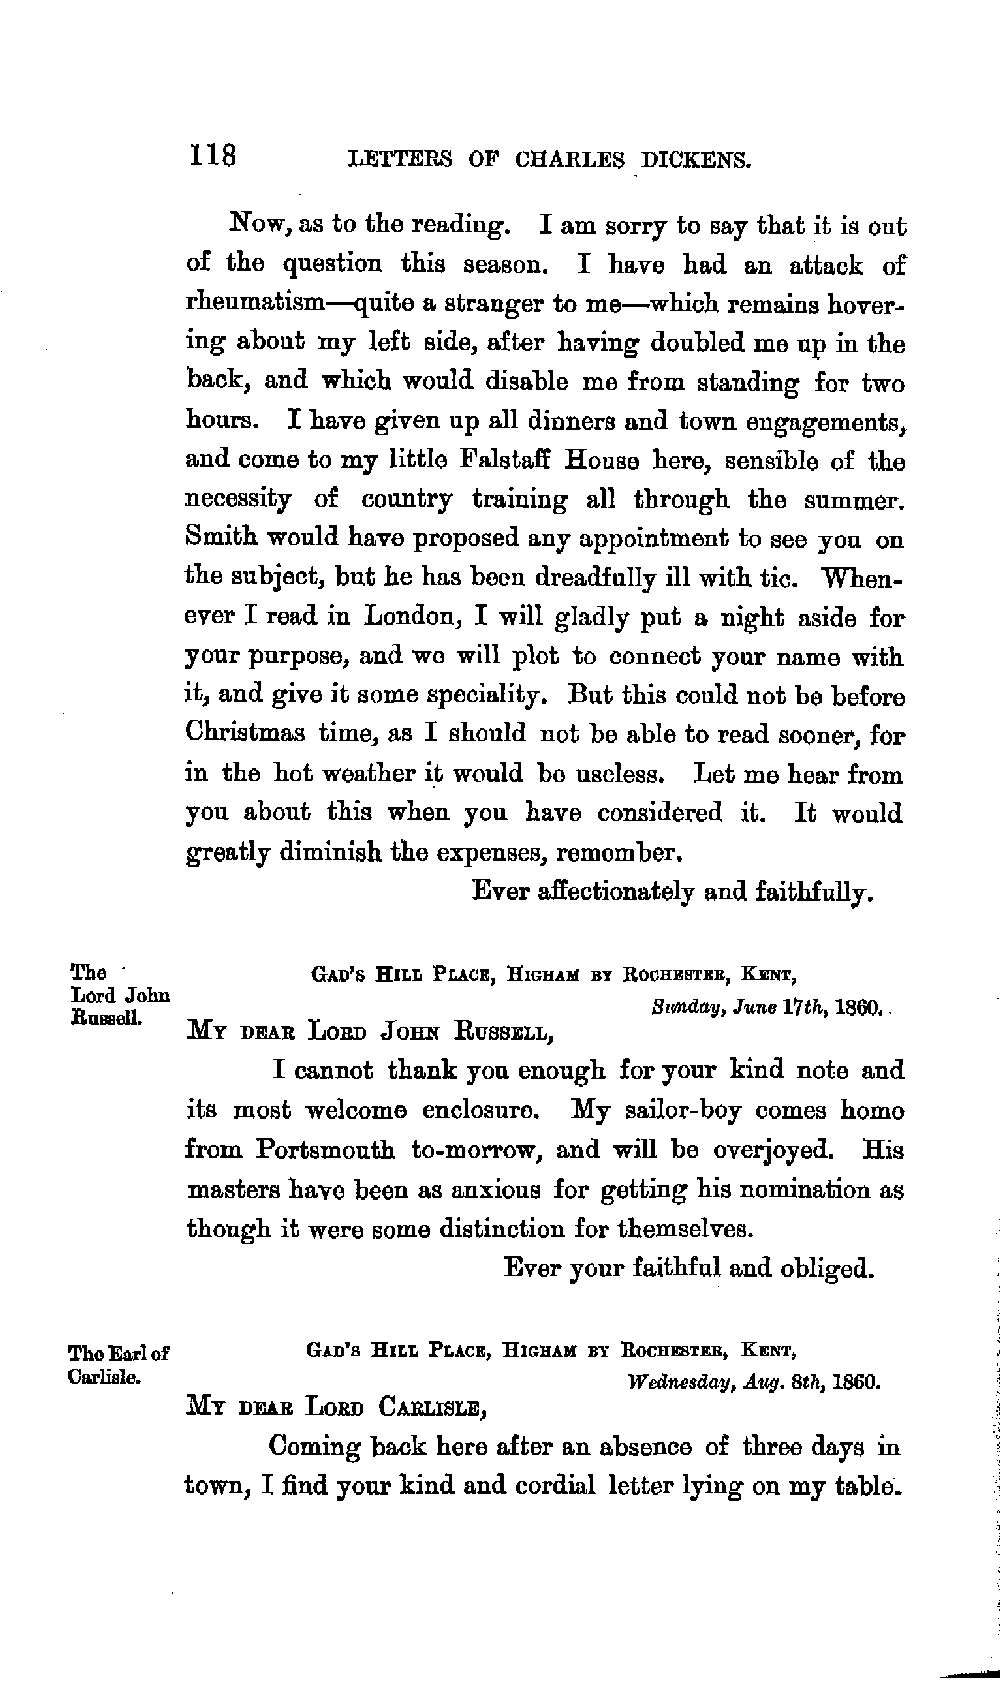 118 LETTERS OF CHARLES DICKENS.
Now, as to the reading. I am sorry to say that it is out
of the question this season. I have had an attack of
rheumatism—quite a stranger to me—which remains hover-
ing about my left side, after having doubled me up in the
back, and which would disable me from standing for two
hours. I have given up all dinners and town engagements,
and come to my little Falstaff House here, sensible of the
necessity of country training all through the summer.
Smith would have proposed any appointment to see you on
the subject, but he has been dreadfully ill with tic. When-
ever I read in London, I will gladly put a night aside for
your purpose, and we will plot to connect your name with
it, and give it some speciality. But this could not be before
Christmas time, as I should not be able to read sooner, for
in the hot weather it would be useless. Let me hear from
you about this when you have considered it. It would
greatly diminish the expenses, remember.
Ever affectionately and faithfully.
The
Lord John
Russell.
GAD'S HILL PLACE, HIGHAM BY ROCHESTER, KENT,
Sunday, June 17th, 1860.
MY DEAR LORD JOHN RUSSELL,
I cannot thank you enough for your kind note and
its most welcome enclosure. My sailor-boy comes home
from Portsmouth to-morrow, and will be overjoyed. His
masters have been as anxious for getting his nomination as
though it were some distinction for themselves.
Ever your faithful and obliged.
The Earl of
Carlisle.
GAD'S HILL PLACE, HIGHAM BY ROCHESTER, KENT,
Wednesday, Aug. 8th, 1860.
MY DEAR LORD CARLISLE,
Coming back here after an absence of three days in
town, I find your kind and cordial letter lying on my table.